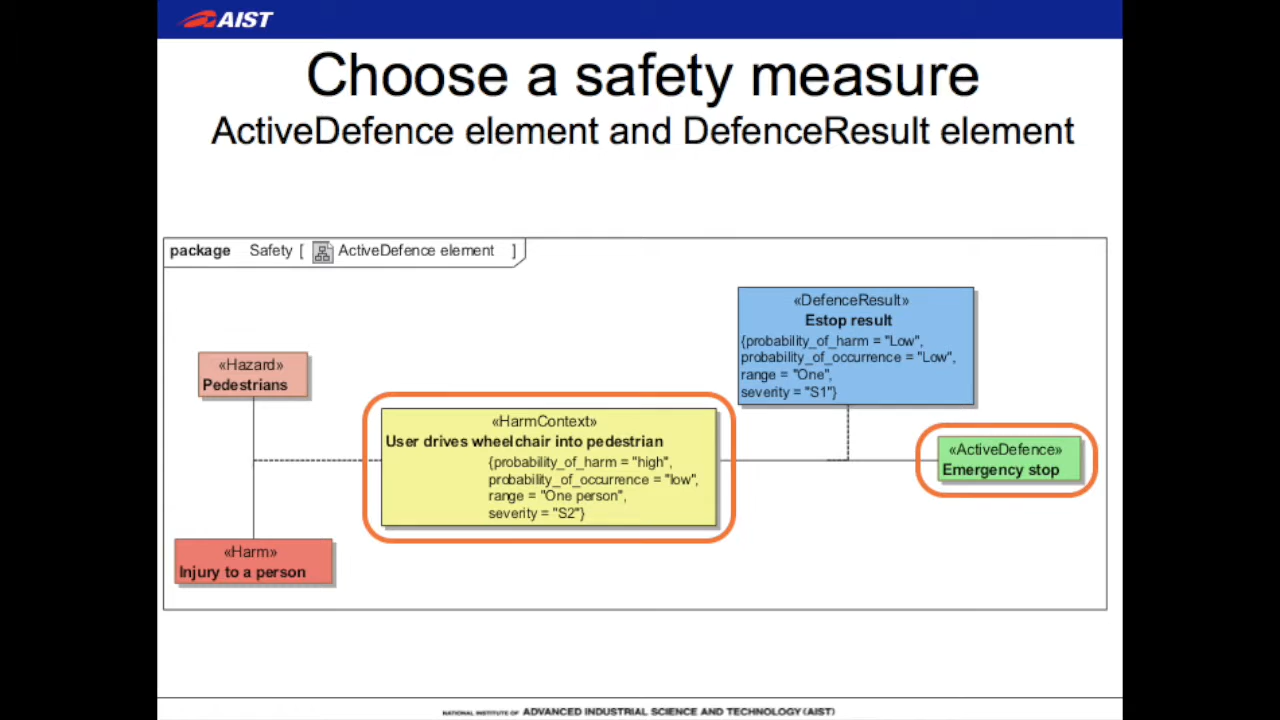 AIST
Choose a safety measure
ActiveDefence element and DefenceResult element
package Safety [ ActiveDefence element ]
«DefenceResult»
Estop result
{probability_of_harm = "Low",
probability_of_occurrence = "Low",
range = "One",
severity = "S1"}
«Hazard»
Pedestrians
«HarmContext»
User drives wheelchair into pedestrian
{probability_of_harm = "high",
probability_of_occurrence = "low",
range = "One person",
severity = "S2"}
«ActiveDefence»
Emergency stop
«Harm»
Injury to a person
NATIONAL INSTITUTE OF ADVANCED INDUSTRIAL SCIENCE AND TECHNOLOGY (AIST)